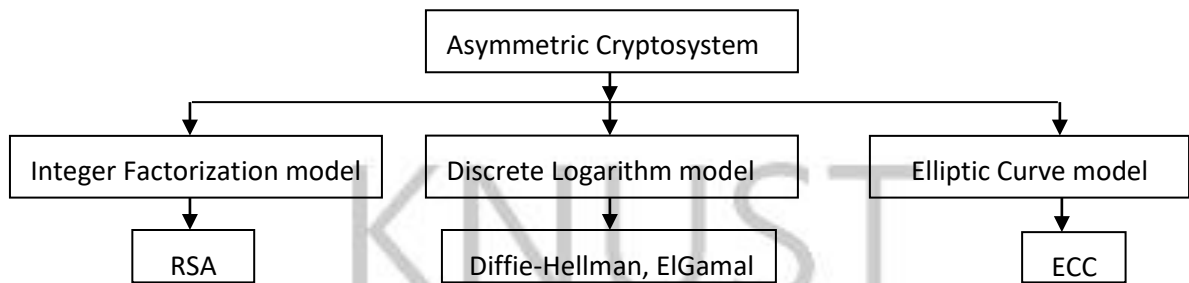 Asymmetric Cryptosystem
Integer Factorization model
Discrete Logarithm model
Elliptic Curve model
KNUST
RSA
Diffie-Hellman, ElGamal
ECC